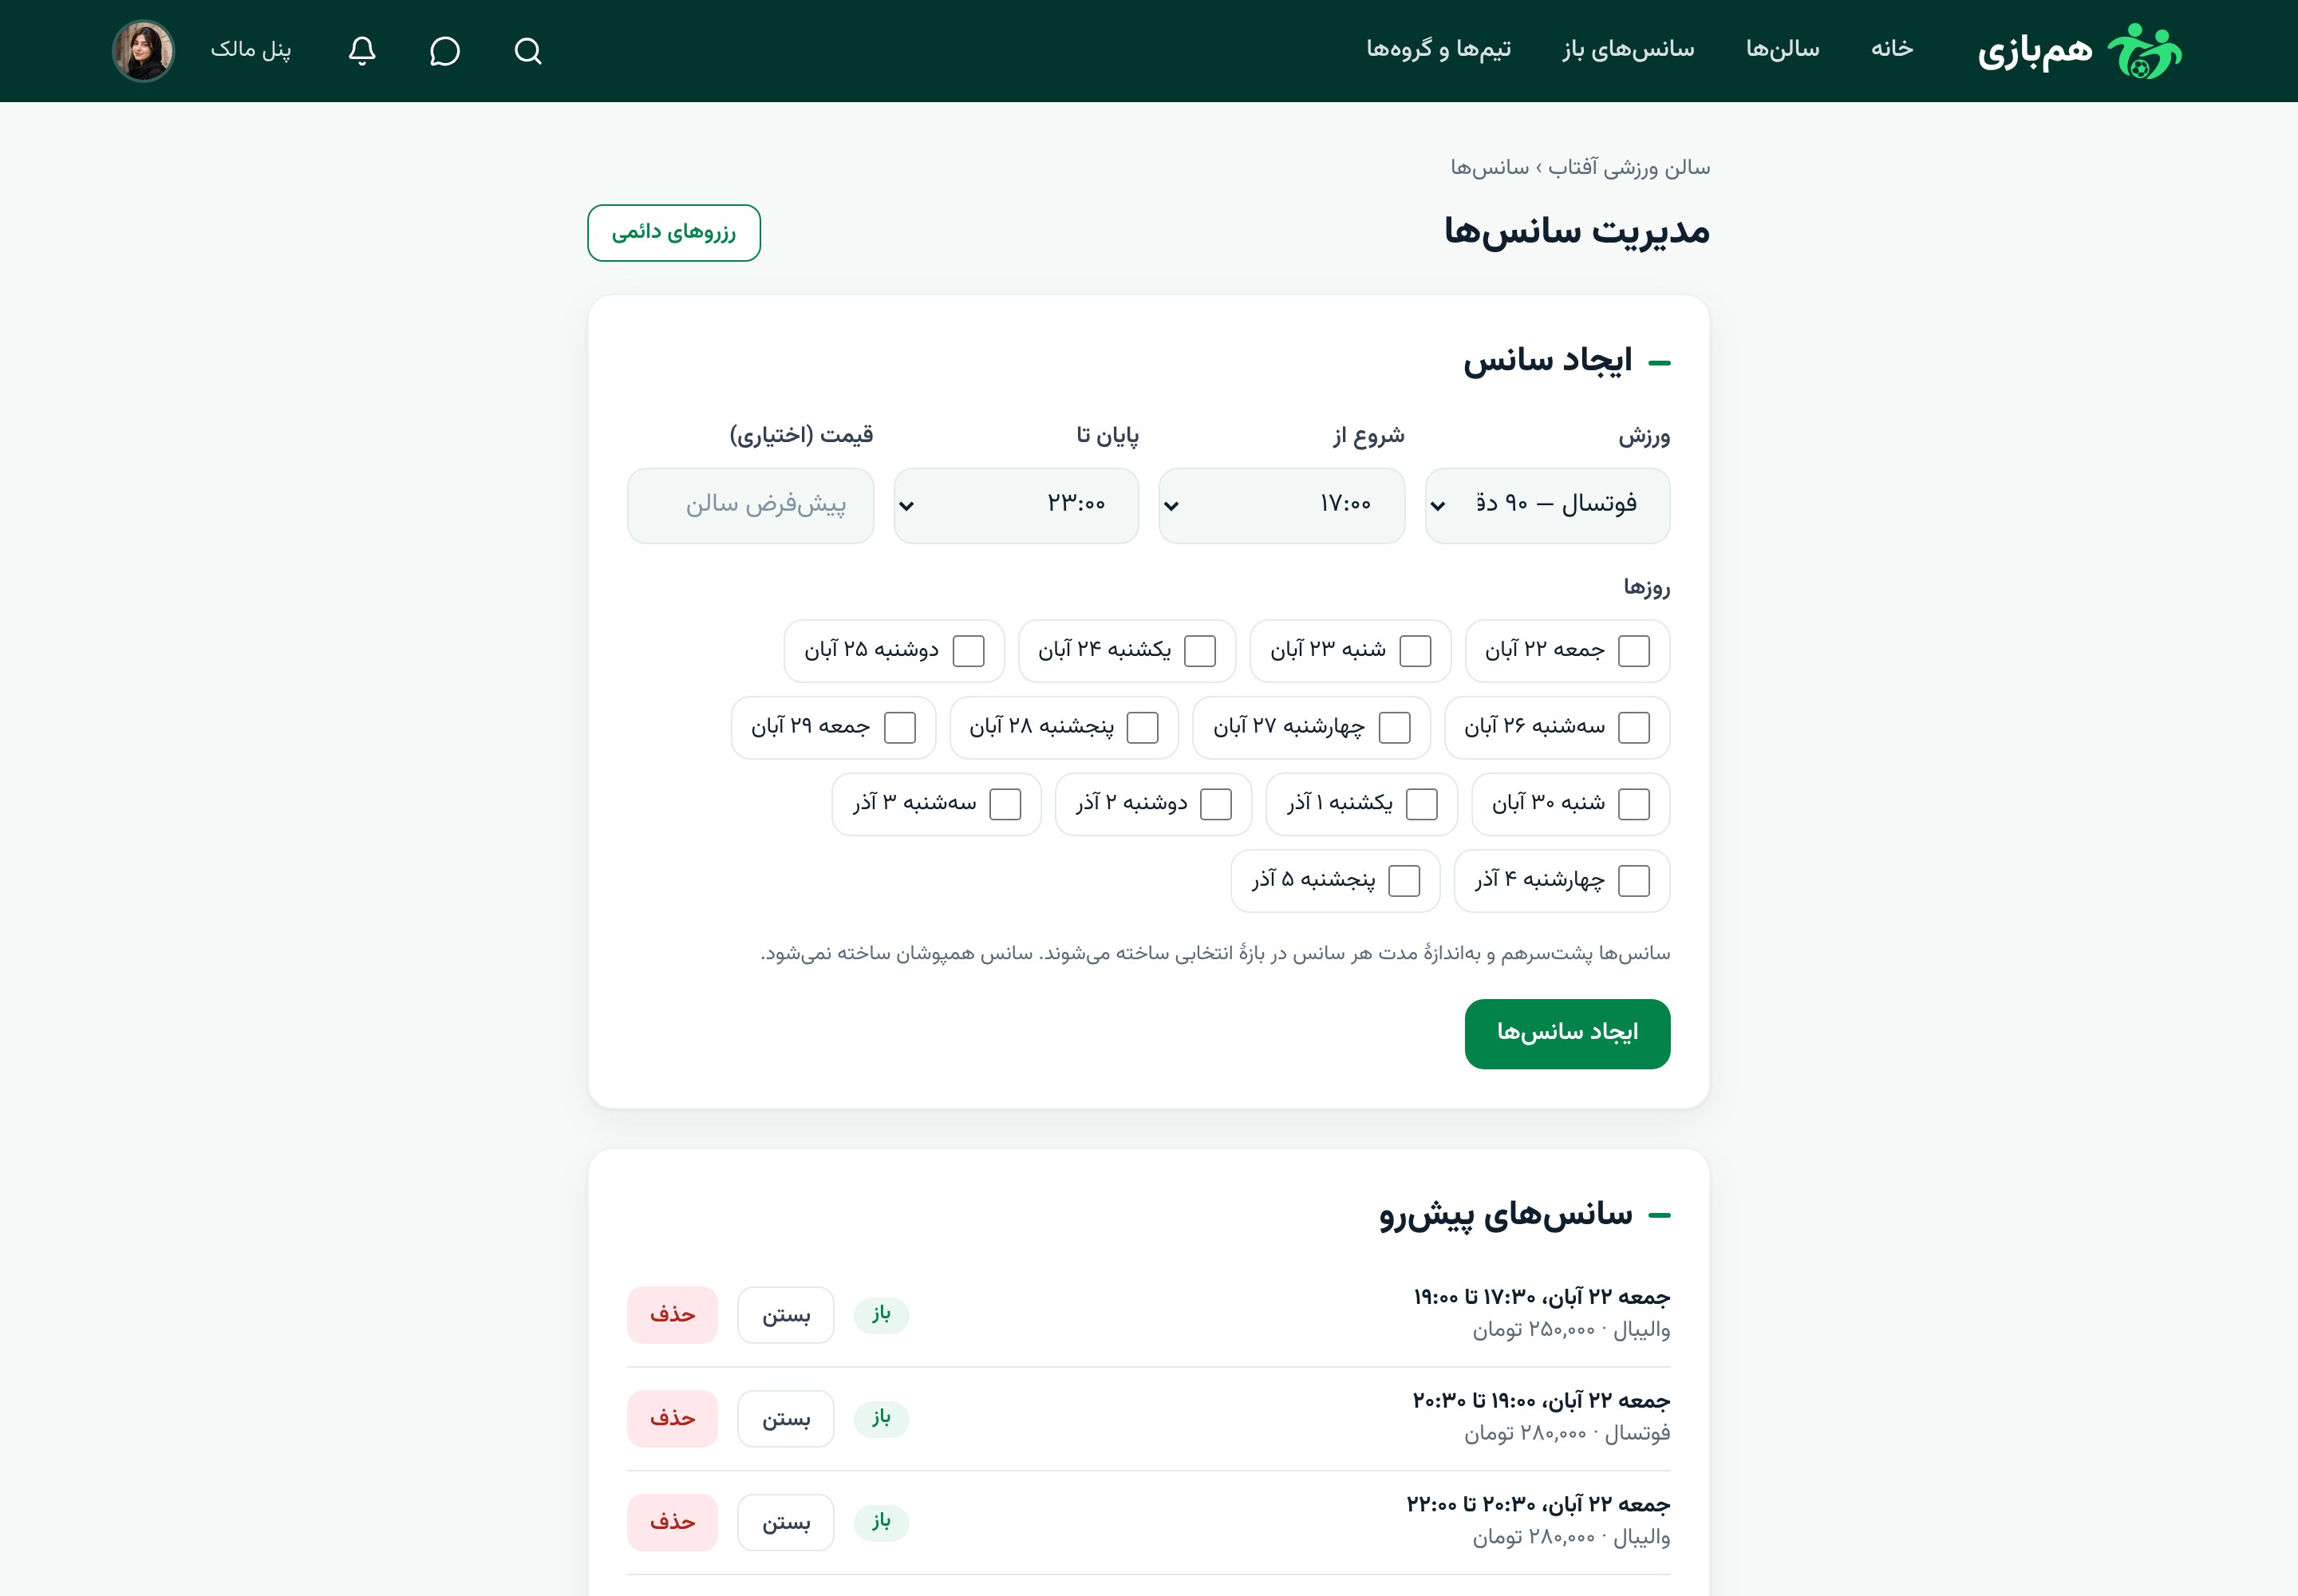 هم‌بازی
خانه
سالن‌ها
سانس‌های باز
تیم‌ها و گروه‌ها
پنل مالک
سالن ورزشی آفتاب › سانس‌ها
مدیریت سانس‌ها
رزروهای دائمی
ایجاد سانس
ورزش
شروع از
پایان تا
قیمت (اختیاری)
فوتسال — ۹۰ دق
۱۷:۰۰
۲۳:۰۰
پیش‌فرض سالن
روزها
جمعه ۲۲ آبان
شنبه ۲۳ آبان
یکشنبه ۲۴ آبان
دوشنبه ۲۵ آبان
سه‌شنبه ۲۶ آبان
چهارشنبه ۲۷ آبان
پنجشنبه ۲۸ آبان
جمعه ۲۹ آبان
شنبه ۳۰ آبان
یکشنبه ۱ آذر
دوشنبه ۲ آذر
سه‌شنبه ۳ آذر
چهارشنبه ۴ آذر
پنجشنبه ۵ آذر
سانس‌ها پشت‌سرهم و به‌اندازهٔ مدت هر سانس در بازهٔ انتخابی ساخته می‌شوند. سانس همپوشان ساخته نمی‌شود.
ایجاد سانس‌ها
سانس‌های پیش‌رو
جمعه ۲۲ آبان، ۱۷:۳۰ تا ۱۹:۰۰
والیبال · ۲۵۰,۰۰۰ تومان
باز
بستن
حذف
جمعه ۲۲ آبان، ۱۹:۰۰ تا ۲۰:۳۰
فوتسال · ۲۸۰,۰۰۰ تومان
باز
بستن
حذف
جمعه ۲۲ آبان، ۲۰:۳۰ تا ۲۲:۰۰
والیبال · ۲۸۰,۰۰۰ تومان
باز
بستن
حذف